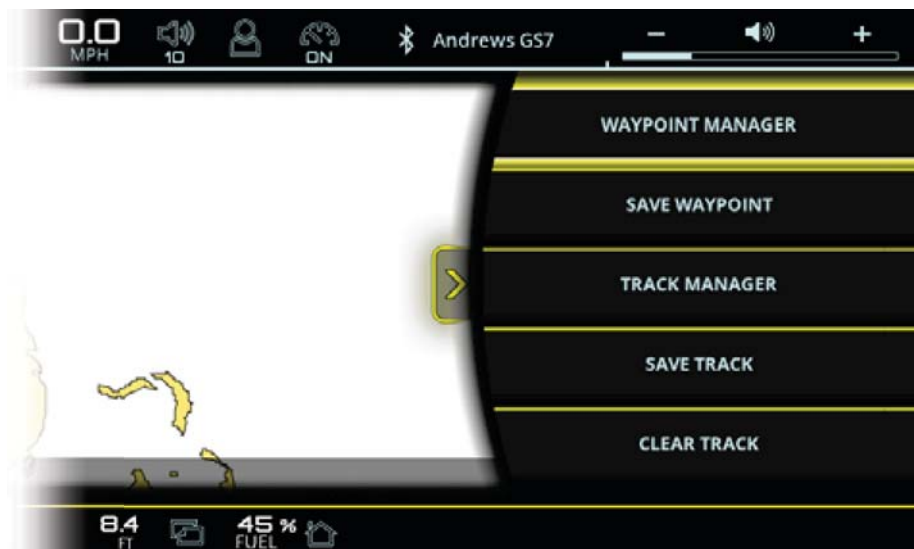 0.0
MPH
10
ON
Andrews GS7
WAYPOINT MANAGER
SAVE WAYPOINT
TRACK MANAGER
SAVE TRACK
CLEAR TRACK
8.4
FT
45 %
FUEL